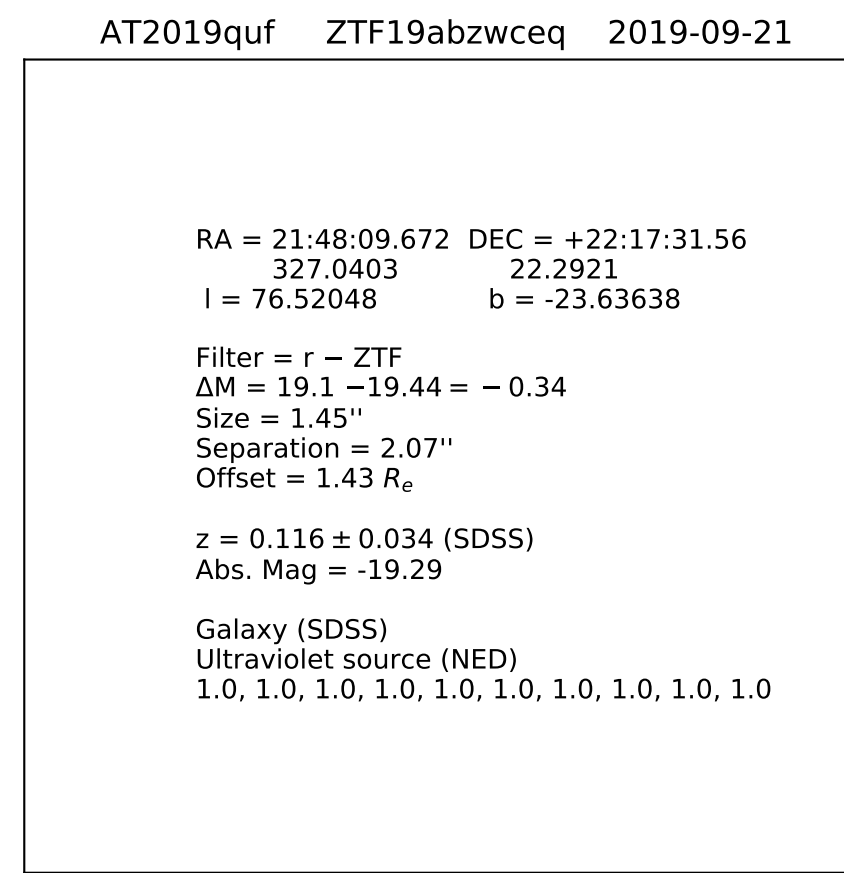 AT2019quf ZTF19abzwceq 2019-09-21
RA = 21:48:09.672 DEC = +22:17:31.56
327.0403 22.2921
l = 76.52048 b = -23.63638
Filter = r − ZTF
ΔM = 19.1 −19.44 = − 0.34
Size = 1.45''
Separation = 2.07''
Offset = 1.43 Rₑ
z = 0.116 ± 0.034 (SDSS)
Abs. Mag = -19.29
Galaxy (SDSS)
Ultraviolet source (NED)
1.0, 1.0, 1.0, 1.0, 1.0, 1.0, 1.0, 1.0, 1.0, 1.0